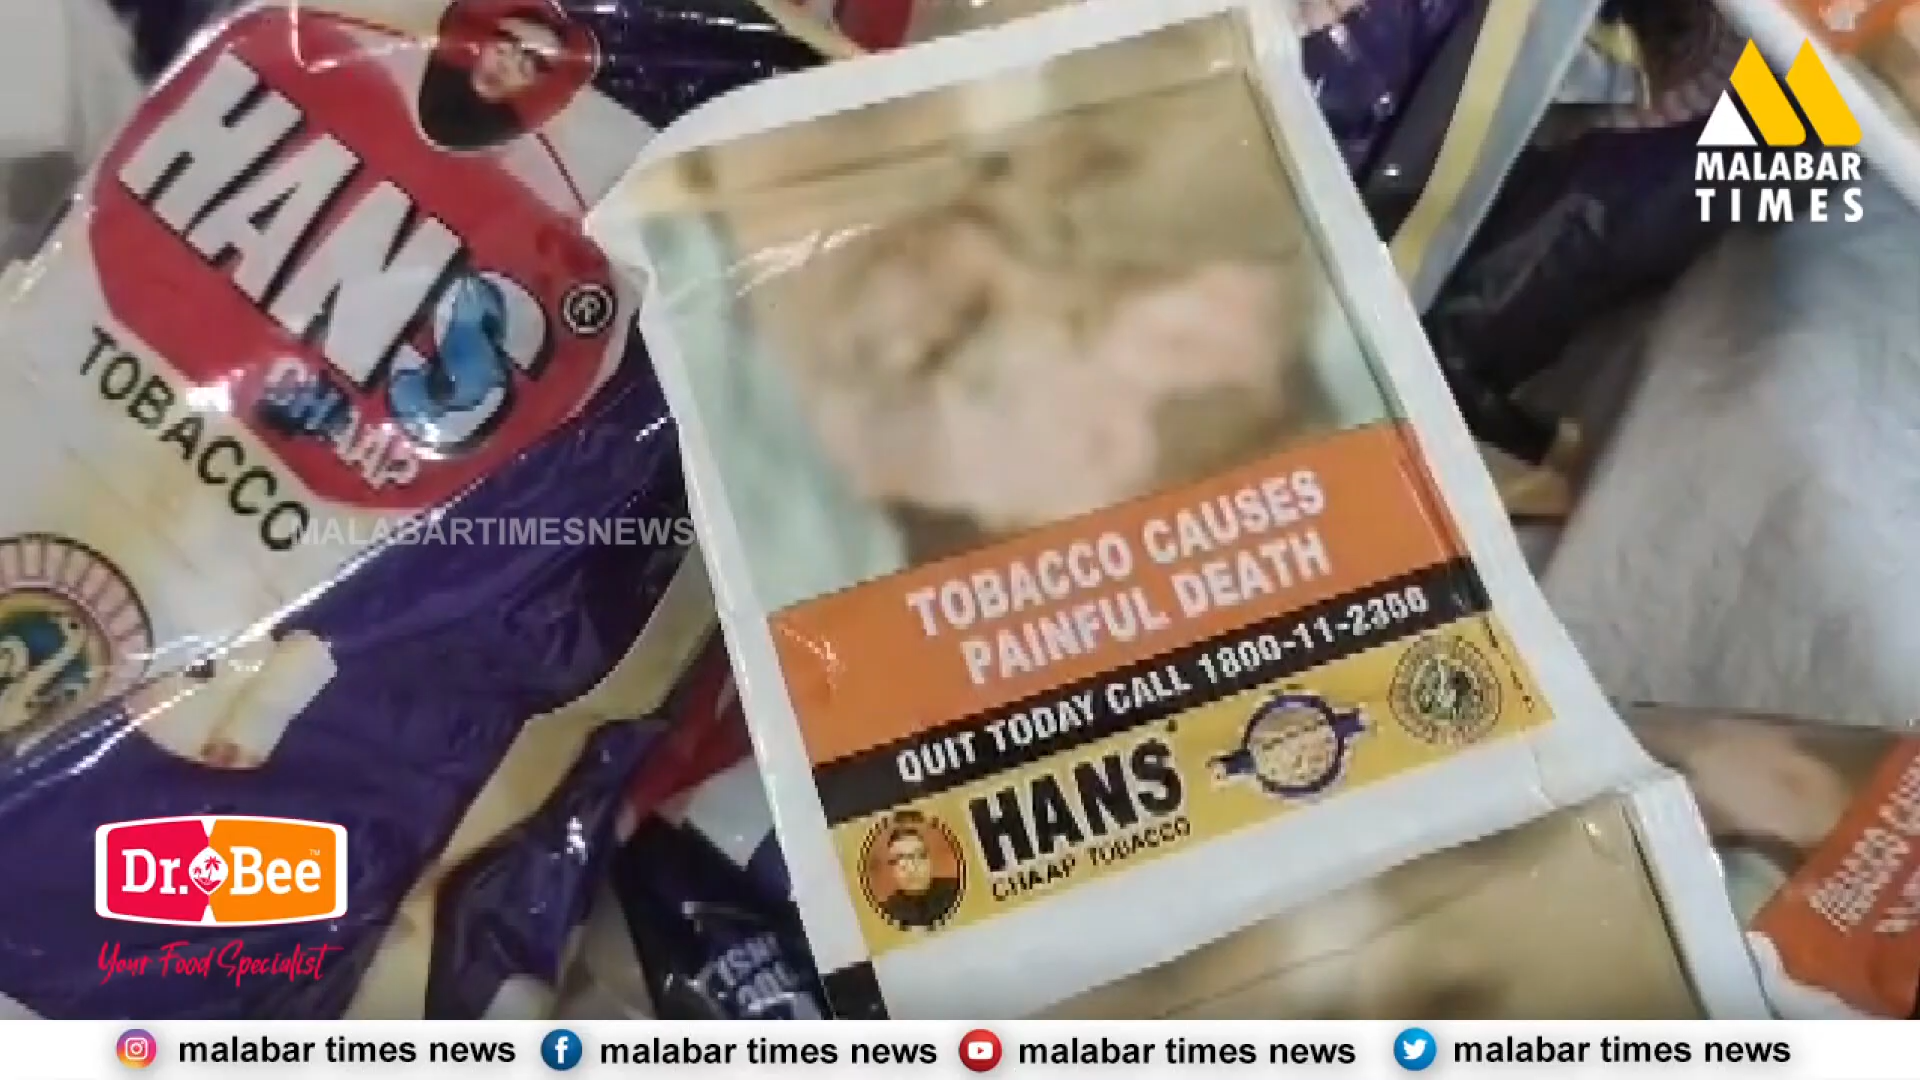 HANS
®
CHAAP
TOBACCO
MALABARTIMESNEWS
TOBACCO CAUSES
PAINFUL DEATH
QUIT TODAY CALL 1800-11-2356
HANS
CHAAP TOBACCO
MALABAR
TIMES
Dr. Bee™
Your Food Specialist
malabar times news
malabar times news
malabar times news
malabar times news